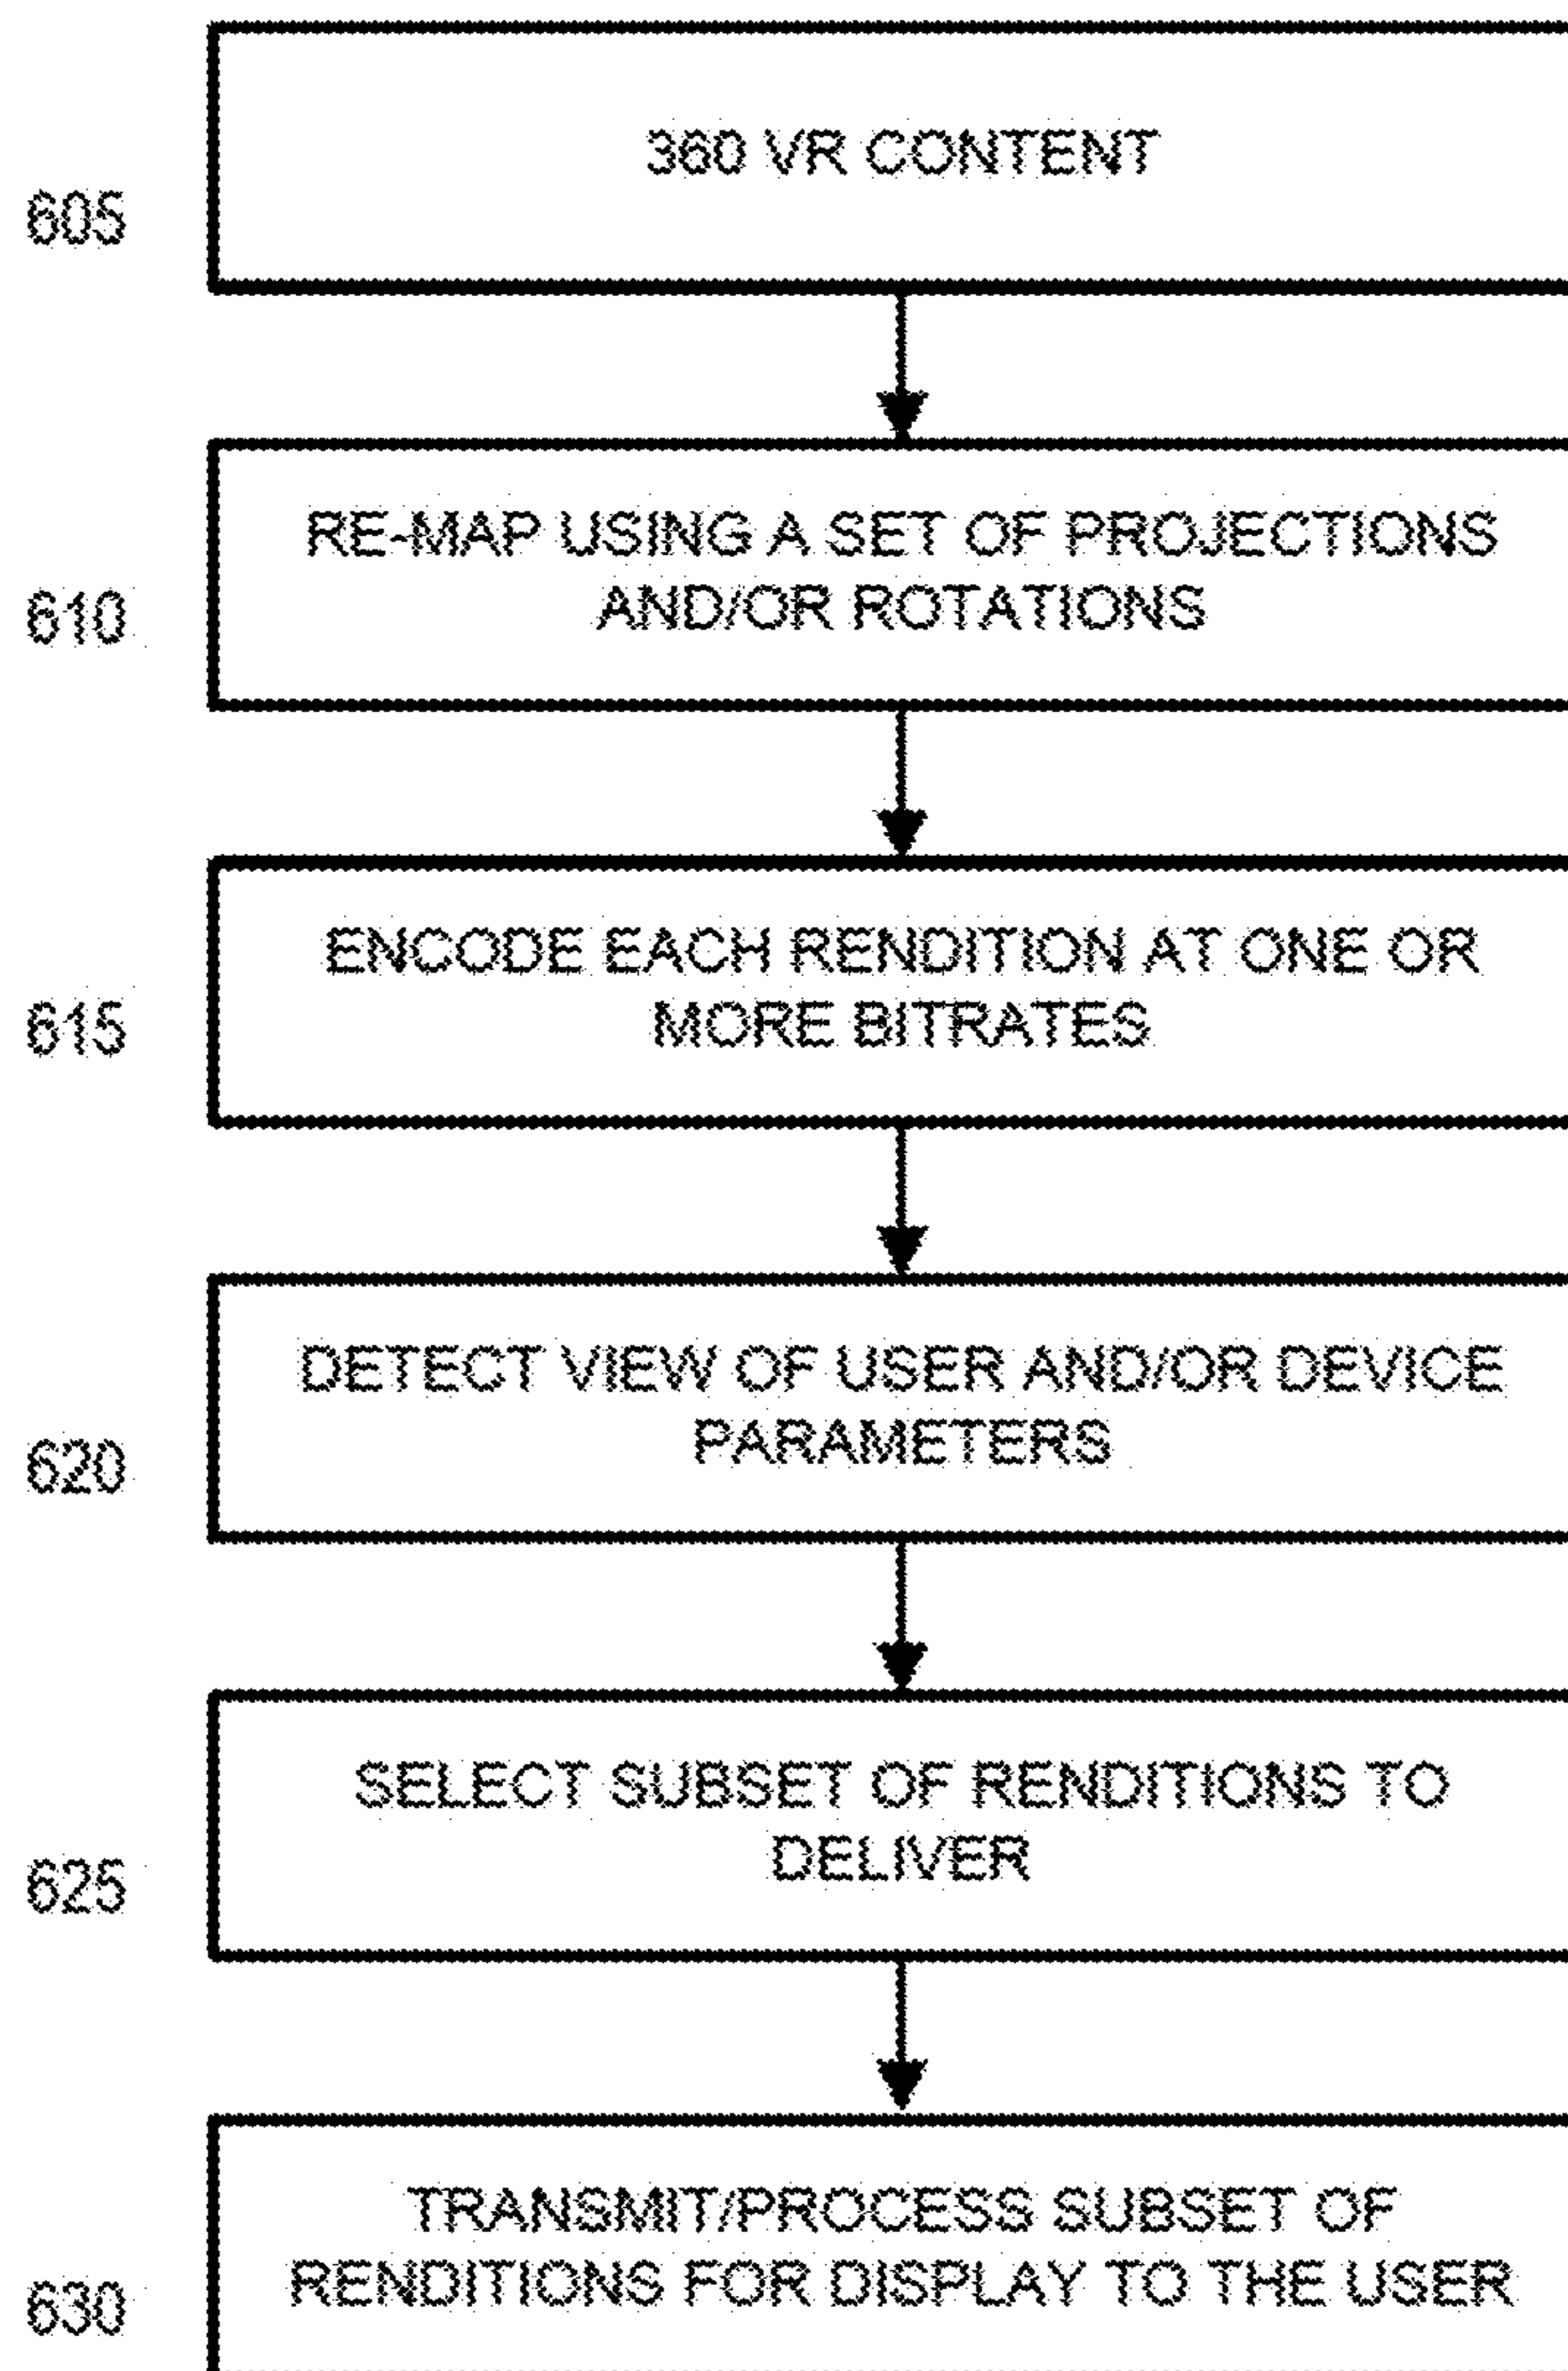 360 VR CONTENT
605
RE-MAP USING A SET OF PROJECTIONS
AND/OR ROTATIONS
610
ENCODE EACH RENDITION AT ONE OR
MORE BITRATES
615
DETECT VIEW OF USER AND/OR DEVICE
PARAMETERS
620
SELECT SUBSET OF RENDITIONS TO
DELIVER
625
TRANSMIT/PROCESS SUBSET OF
RENDITIONS FOR DISPLAY TO THE USER
630